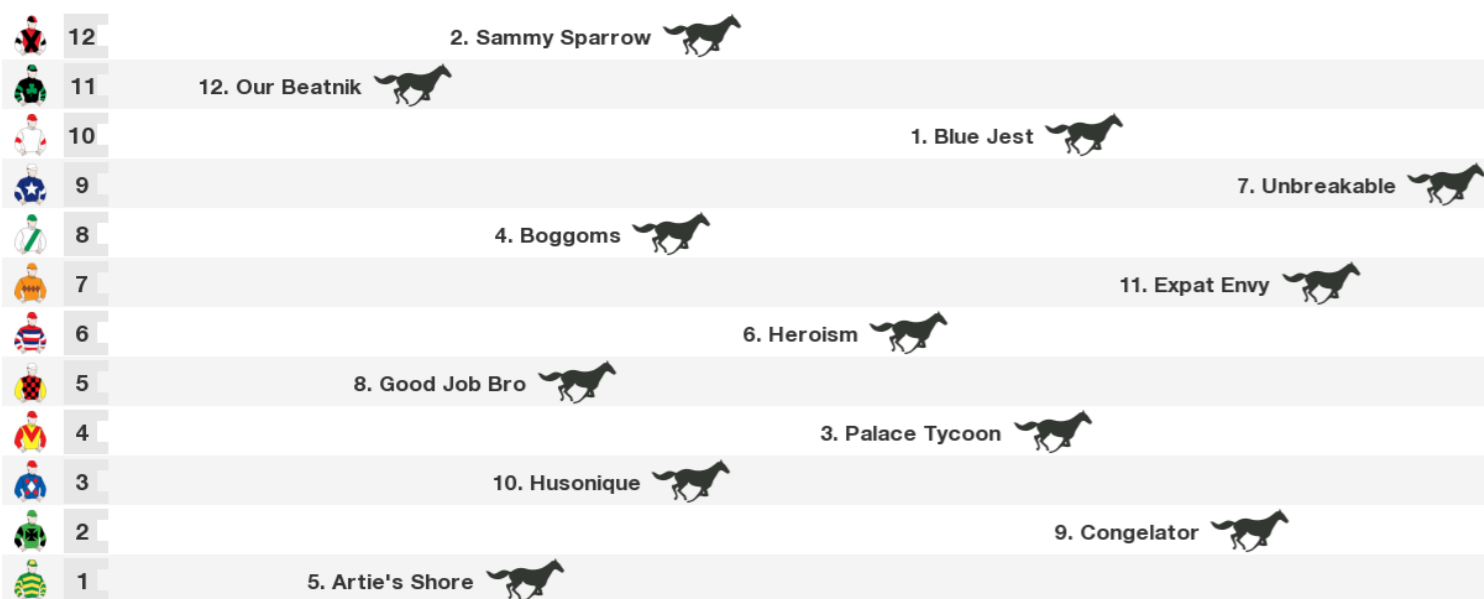 12 2. Sammy Sparrow
11 12. Our Beatnik
10 1. Blue Jest
9 7. Unbreakable
8 4. Boggoms
7 11. Expat Envy
6 6. Heroism
5 8. Good Job Bro
4 3. Palace Tycoon
3 10. Husonique
2 9. Congelator
1 5. Artie's Shore